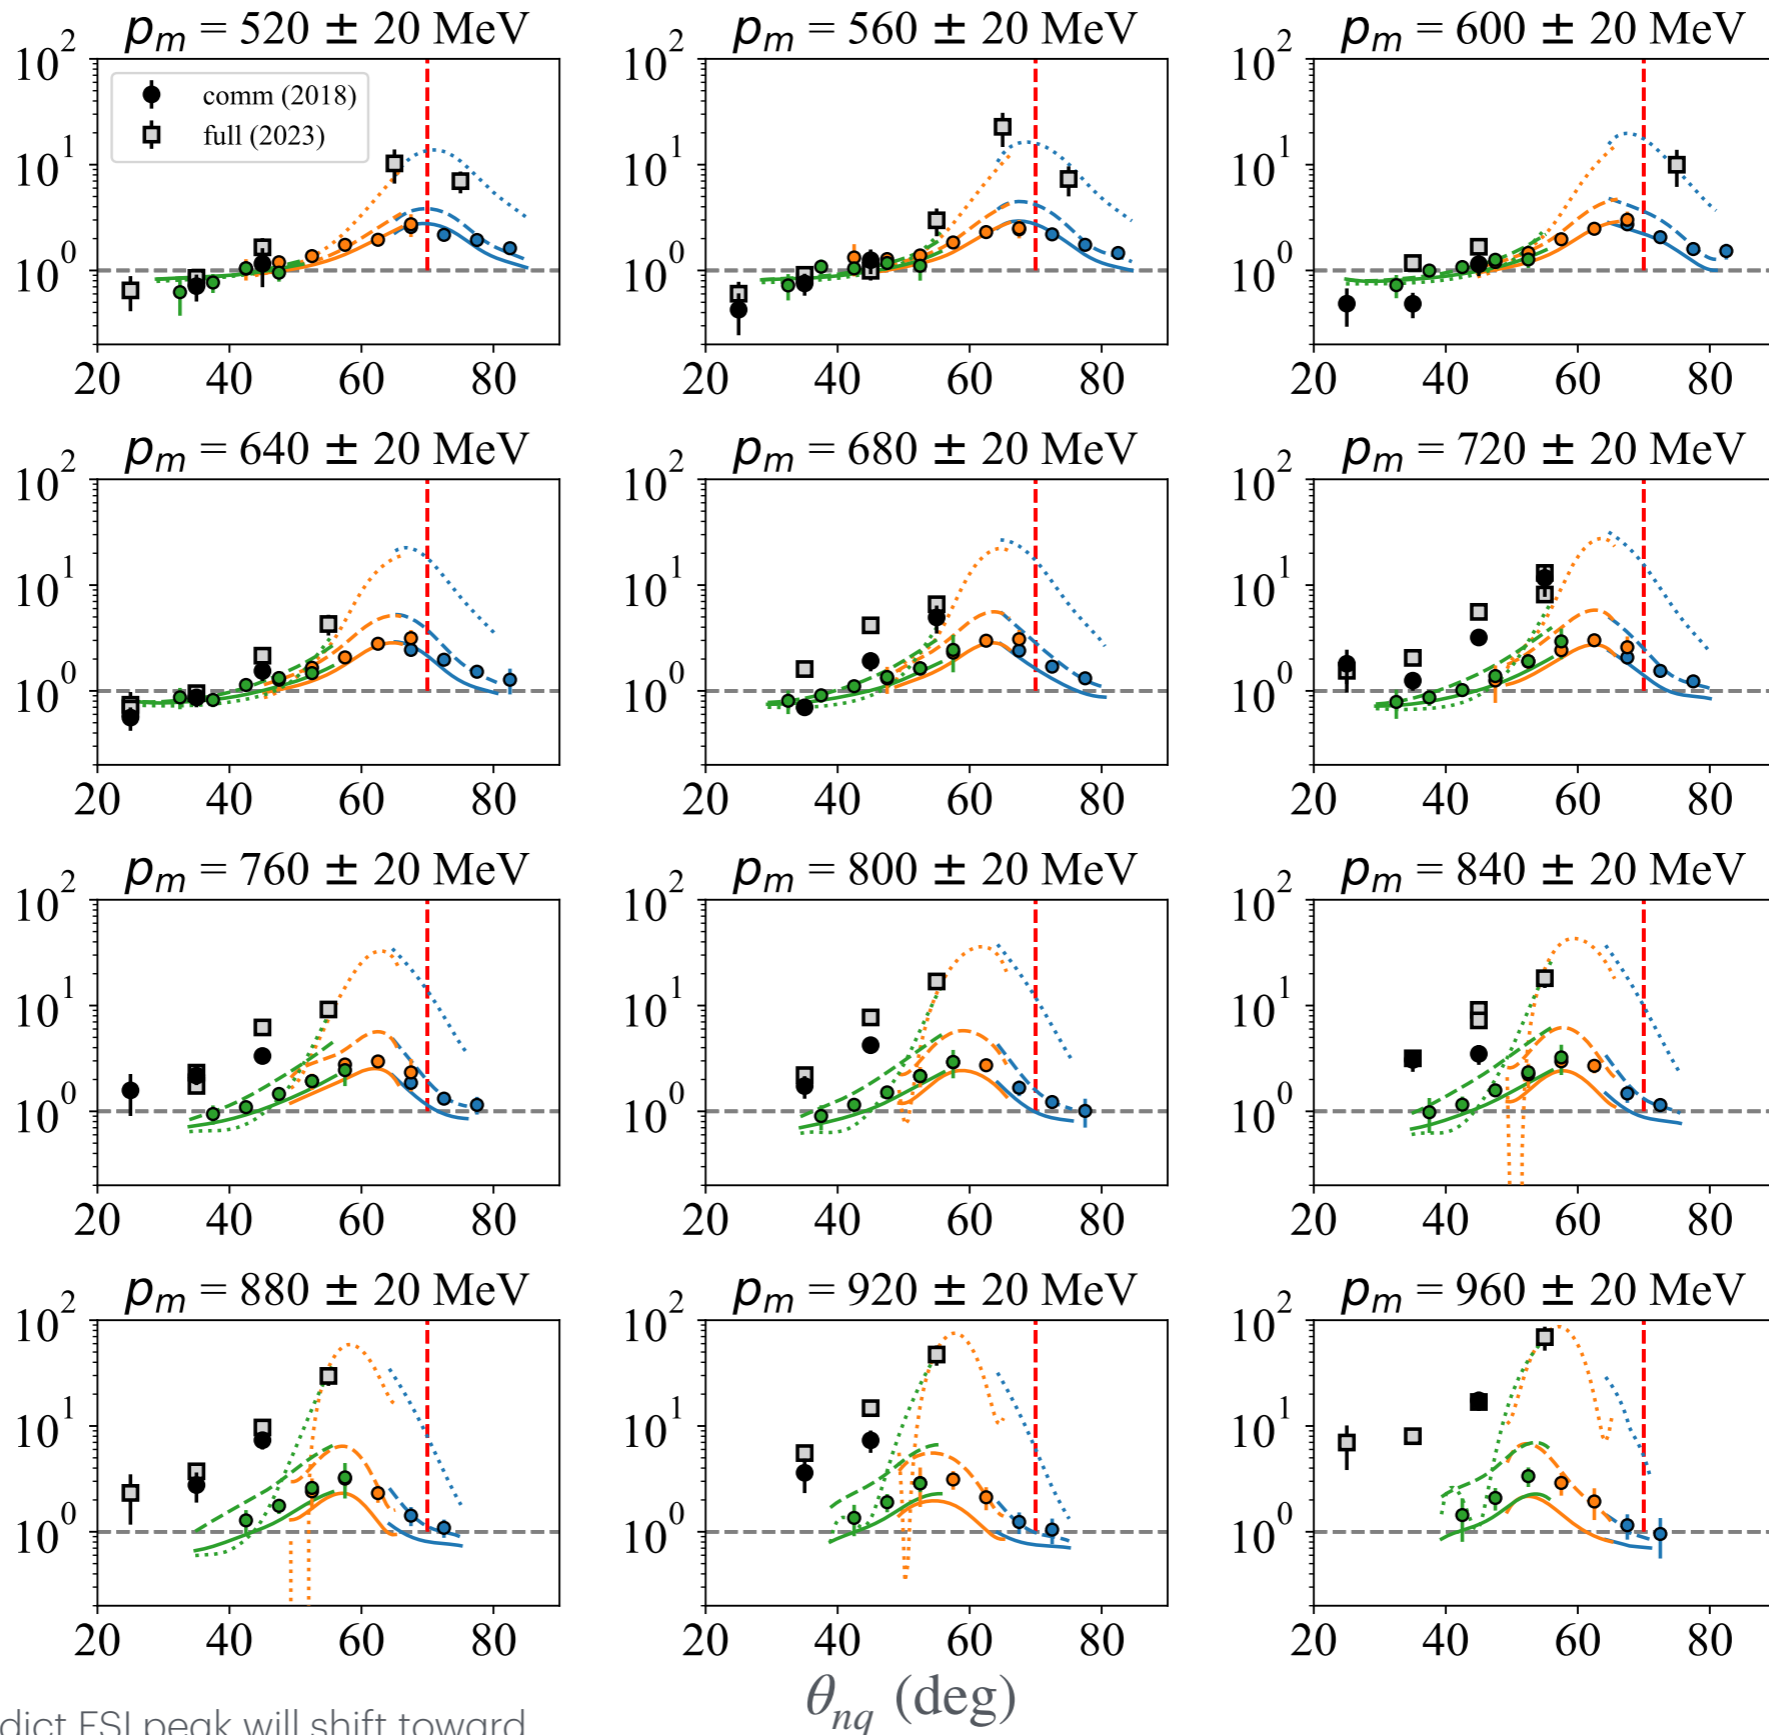 p_m = 520 ± 20 MeV p_m = 560 ± 20 MeV p_m = 600 ± 20 MeV
10^2 10^2 10^2
comm (2018)
full (2023)
10^1 10^1 10^1
10^0 10^0 10^0
20 40 60 80 20 40 60 80 20 40 60 80
p_m = 640 ± 20 MeV p_m = 680 ± 20 MeV p_m = 720 ± 20 MeV
10^2 10^2 10^2
10^1 10^1 10^1
10^0 10^0 10^0
20 40 60 80 20 40 60 80 20 40 60 80
p_m = 760 ± 20 MeV p_m = 800 ± 20 MeV p_m = 840 ± 20 MeV
10^2 10^2 10^2
10^1 10^1 10^1
10^0 10^0 10^0
20 40 60 80 20 40 60 80 20 40 60 80
p_m = 880 ± 20 MeV p_m = 920 ± 20 MeV p_m = 960 ± 20 MeV
10^2 10^2 10^2
10^1 10^1 10^1
10^0 10^0 10^0
20 40 60 80 20 40 60 80 20 40 60 80
θ_nq (deg)
dict FSI peak will shift toward